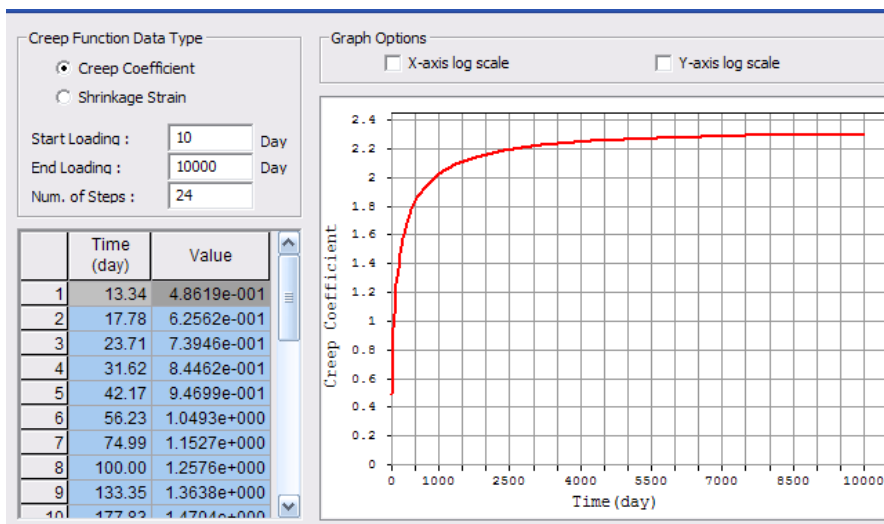 Creep Function Data Type
Creep Coefficient
Shrinkage Strain
Start Loading : 10 Day
End Loading : 10000 Day
Num. of Steps : 24
Time (day) Value
1 13.34 4.8619e-001
2 17.78 6.2562e-001
3 23.71 7.3946e-001
4 31.62 8.4462e-001
5 42.17 9.4699e-001
6 56.23 1.0493e+000
7 74.99 1.1527e+000
8 100.00 1.2576e+000
9 133.35 1.3638e+000
10 177.83 1.4704e+000
Graph Options
X-axis log scale Y-axis log scale
Creep Coefficient
2.4
2.2
2
1.8
1.6
1.4
1.2
1
0.8
0.6
0.4
0.2
0
0 1000 2500 4000 5500 7000 8500 10000
Time(day)